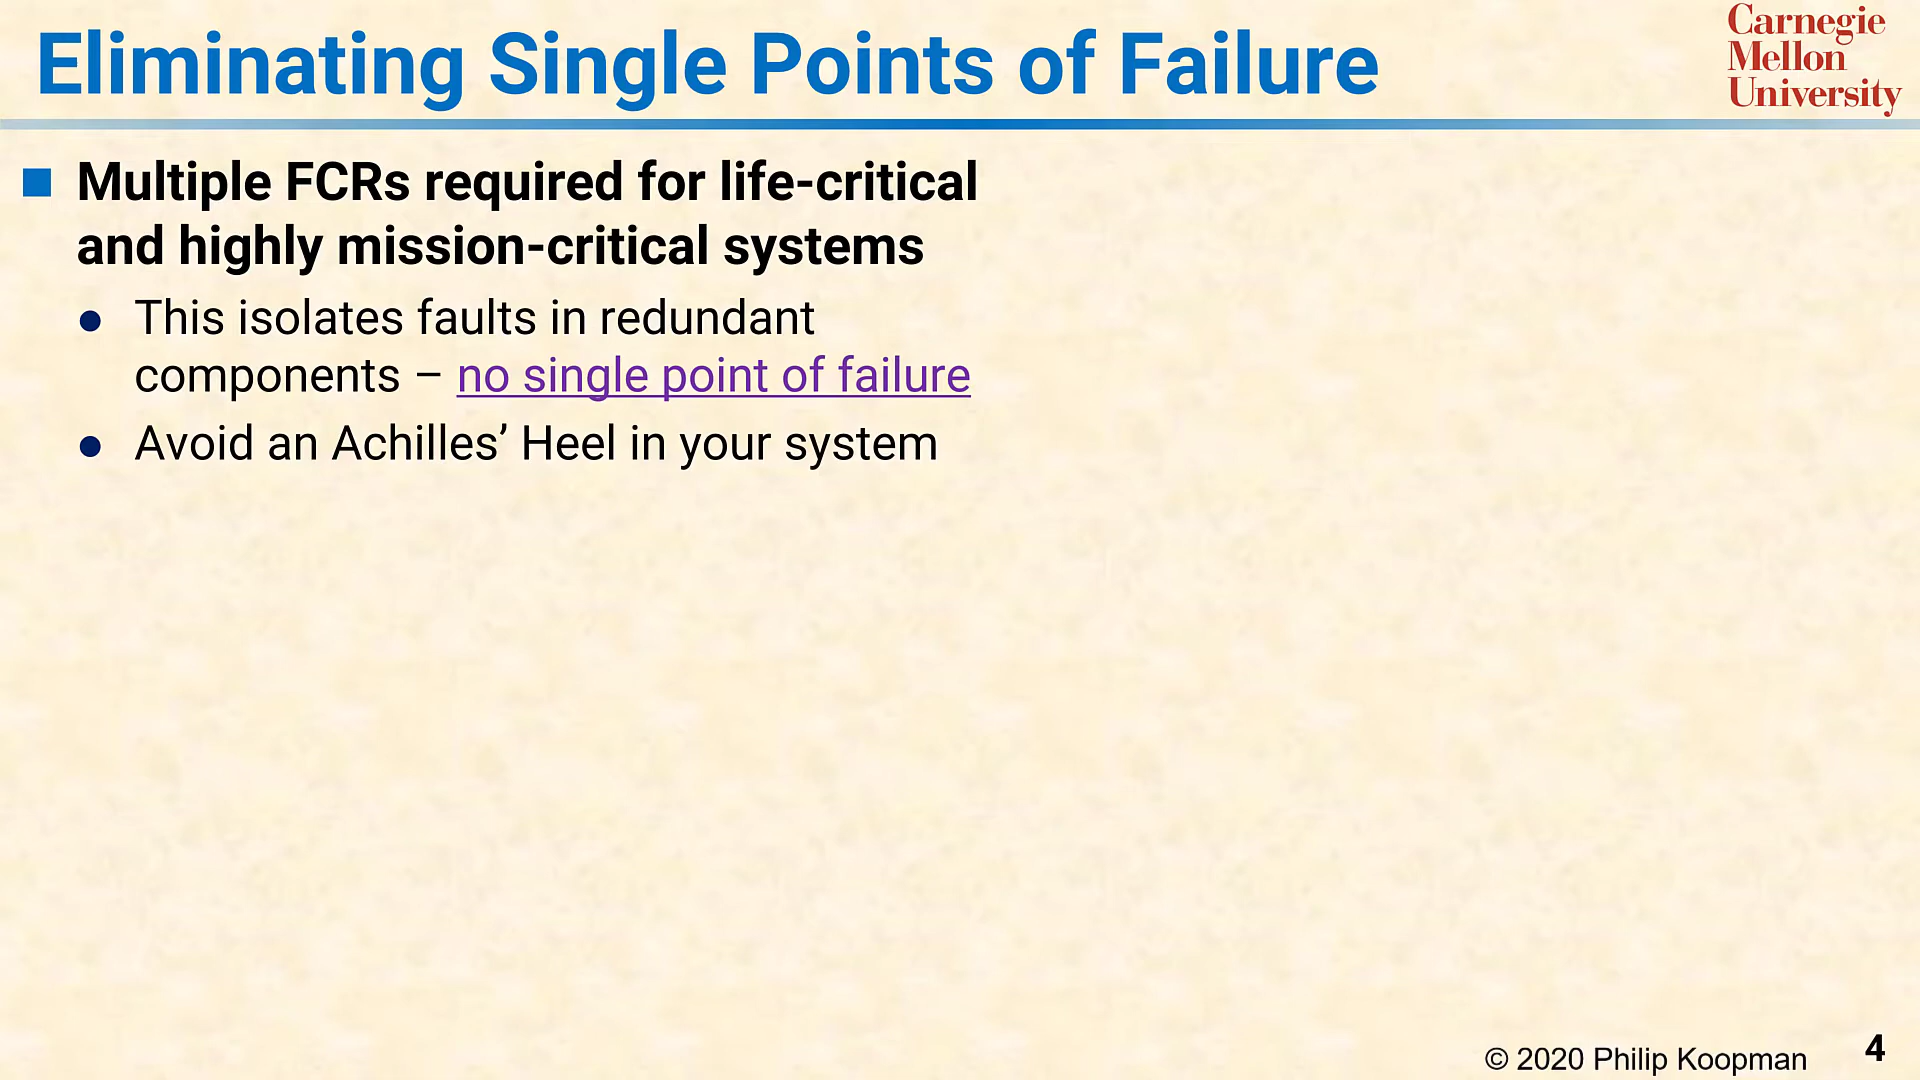 Eliminating Single Points of Failure
Carnegie
Mellon
University
■ Multiple FCRs required for life-critical
and highly mission-critical systems
● This isolates faults in redundant
components – no single point of failure
● Avoid an Achilles’ Heel in your system
© 2020 Philip Koopman
4